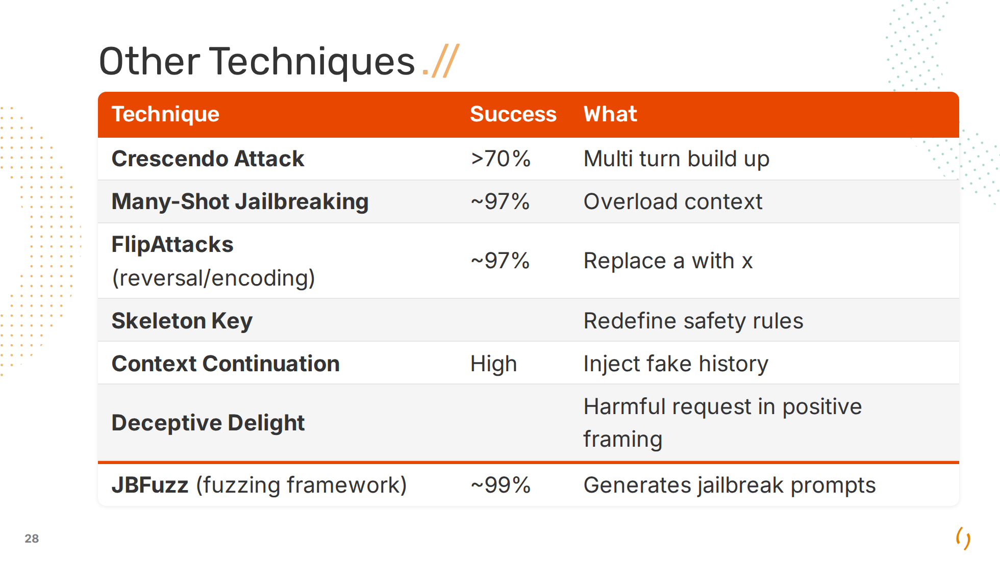 Other Techniques .//
Technique Success What
Crescendo Attack >70% Multi turn build up
Many-Shot Jailbreaking ~97% Overload context
FlipAttacks
(reversal/encoding) ~97% Replace a with x
Skeleton Key Redefine safety rules
Context Continuation High Inject fake history
Deceptive Delight Harmful request in positive
framing
JBFuzz (fuzzing framework) ~99% Generates jailbreak prompts
28